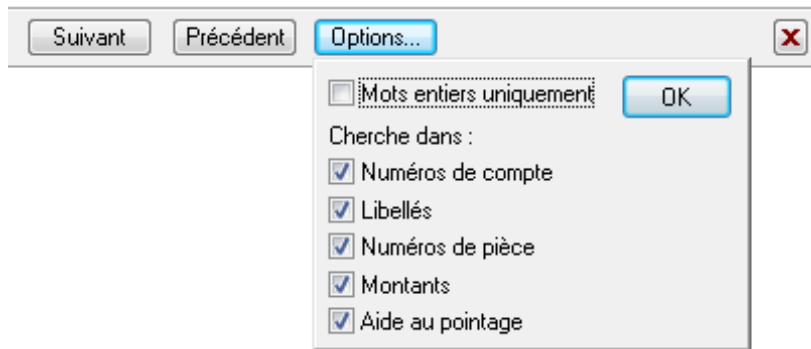 Suivant Précédent Options...
Mots entiers uniquement OK
Cherche dans :
Numéros de compte
Libellés
Numéros de pièce
Montants
Aide au pointage